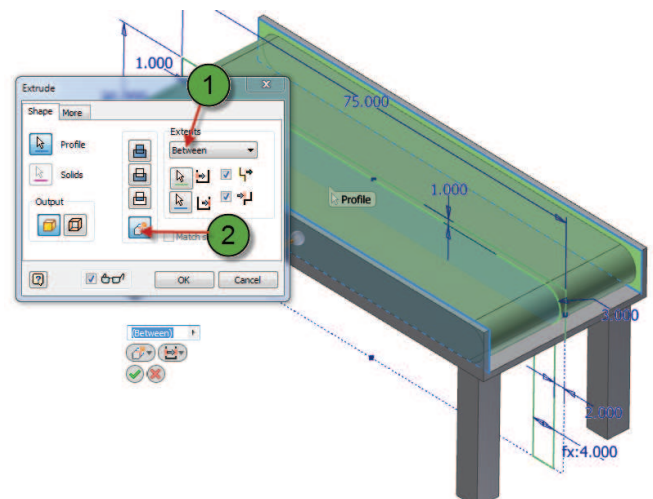 1.000
75.000
1.000
Profile
2.000
2.000
fx:4.000
Extrude
1
Shape More
Extents
Profile
Between
Solids
Output
2
Match s
OK Cancel
(Between)